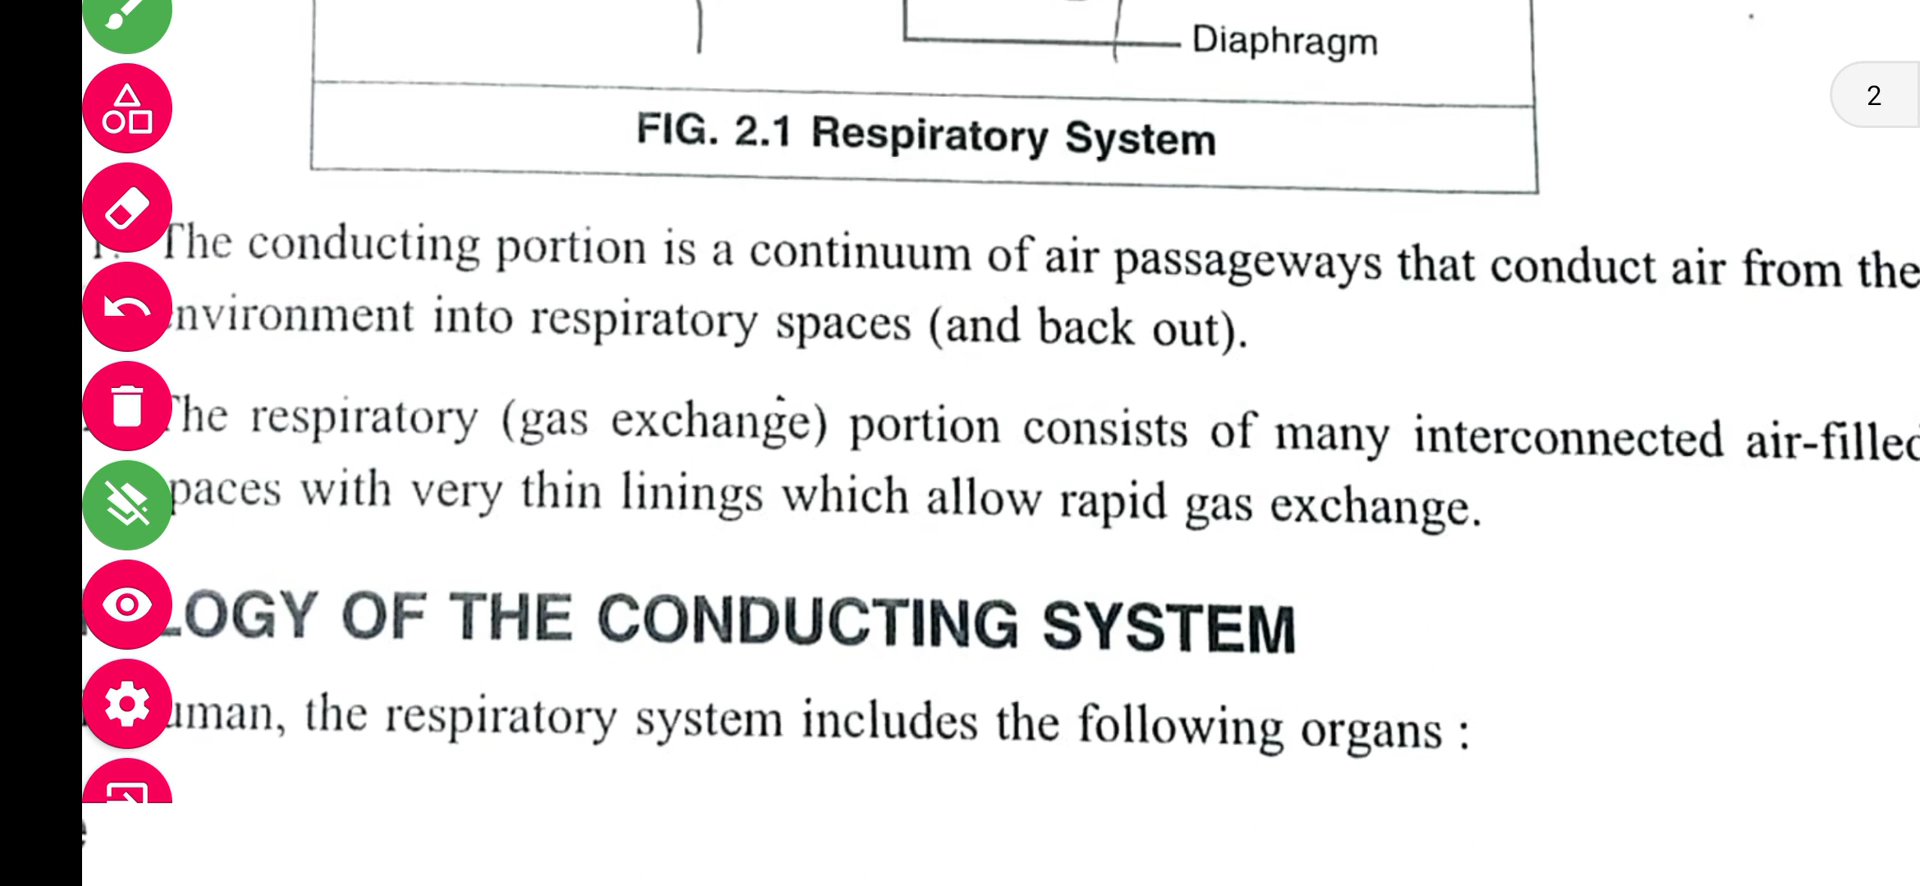 Diaphragm
2
FIG. 2.1 Respiratory System
The conducting portion is a continuum of air passageways that conduct air from the
nvironment into respiratory spaces (and back out).
he respiratory (gas exchange) portion consists of many interconnected air-filled
paces with very thin linings which allow rapid gas exchange.
LOGY OF THE CONDUCTING SYSTEM
uman, the respiratory system includes the following organs :